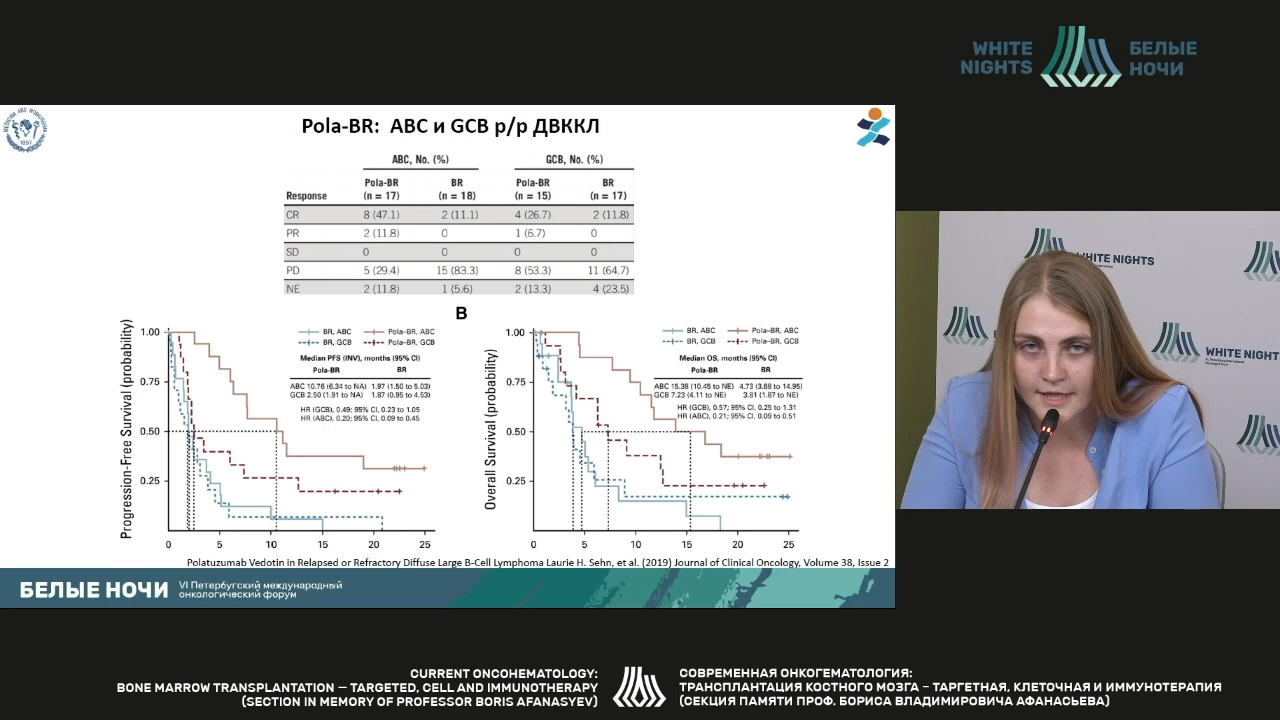 WHITE NIGHTS
БЕЛЫЕ НОЧИ
Pola-BR: ABC и GCB р/р ДВККЛ
ABC, No. (%) GCB, No. (%)
Response Pola-BR (n = 17) BR (n = 18) Pola-BR (n = 15) BR (n = 17)
CR 8 (47.1) 2 (11.1) 4 (26.7) 2 (11.8)
PR 2 (11.8) 0 1 (6.7) 0
SD 0 0 0 0
PD 5 (29.4) 15 (83.3) 8 (53.3) 11 (64.7)
NE 2 (11.8) 1 (5.6) 2 (13.3) 4 (23.5)
Progression-Free Survival (probability)
1.00
0.75
0.50
0.25
BR, ABC Pola–BR, ABC
BR, GCB Pola–BR, GCB
Median PFS (INV), months (95% CI)
Pola-BR BR
ABC 10.76 (6.34 to NA) 1.97 (1.50 to 5.03)
GCB 2.50 (1.91 to NA) 1.87 (0.95 to 4.53)
HR (GCB), 0.49; 95% CI, 0.23 to 1.05
HR (ABC), 0.20; 95% CI, 0.09 to 0.45
0 5 10 15 20 25
B
Overall Survival (probability)
1.00
0.75
0.50
0.25
BR, ABC Pola–BR, ABC
BR, GCB Pola–BR, GCB
Median OS, months (95% CI)
Pola-BR BR
ABC 15.38 (10.45 to NE) 4.73 (3.68 to 14.95)
GCB 7.23 (4.11 to NE) 3.81 (1.87 to NE)
HR (GCB), 0.57; 95% CI, 0.25 to 1.31
HR (ABC), 0.21; 95% CI, 0.09 to 0.51
0 5 10 15 20 25
Polatuzumab Vedotin in Relapsed or Refractory Diffuse Large B-Cell Lymphoma Laurie H. Sehn, et al. (2019) Journal of Clinical Oncology, Volume 38, Issue 2
БЕЛЫЕ НОЧИ
VI Петербургский международный
онкологический форум
WHITE NIGHTS
WHITE NIGHTS
WHITE NIGHTS
CURRENT ONCOHEMATOLOGY:
BONE MARROW TRANSPLANTATION – TARGETED, CELL AND IMMUNOTHERAPY
(SECTION IN MEMORY OF PROFESSOR BORIS AFANASYEV)
СОВРЕМЕННАЯ ОНКОГЕМАТОЛОГИЯ:
ТРАНСПЛАНТАЦИЯ КОСТНОГО МОЗГА – ТАРГЕТНАЯ, КЛЕТОЧНАЯ И ИММУНОТЕРАПИЯ
(СЕКЦИЯ ПАМЯТИ ПРОФ. БОРИСА ВЛАДИМИРОВИЧА АФАНАСЬЕВА)